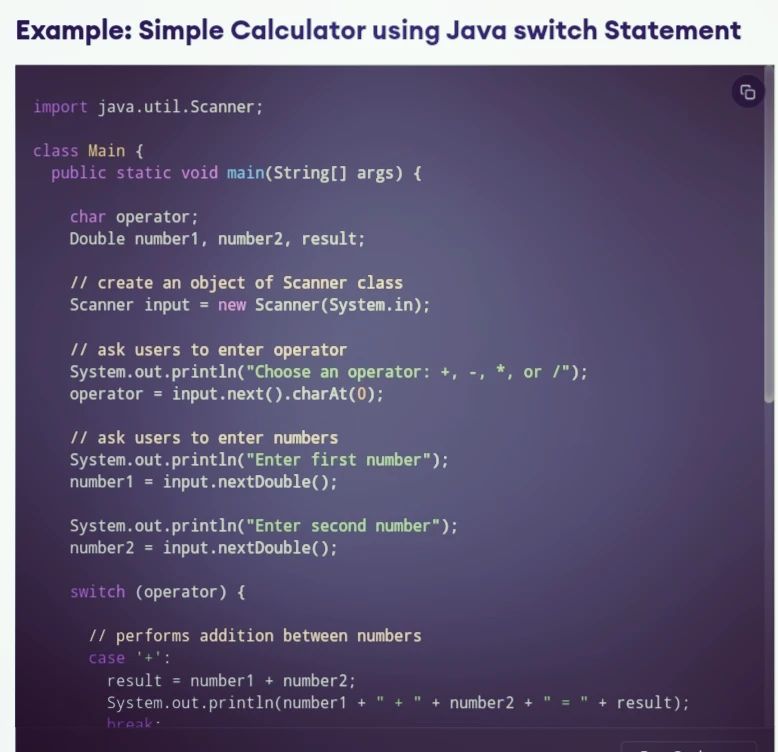 Example: Simple Calculator using Java switch Statement
import java.util.Scanner;
class Main {
public static void main(String[] args) {
char operator;
Double number1, number2, result;
// create an object of Scanner class
Scanner input = new Scanner(System.in);
// ask users to enter operator
System.out.println("Choose an operator: +, -, *, or /");
operator = input.next().charAt(0);
// ask users to enter numbers
System.out.println("Enter first number");
number1 = input.nextDouble();
System.out.println("Enter second number");
number2 = input.nextDouble();
switch (operator) {
// performs addition between numbers
case '+':
result = number1 + number2;
System.out.println(number1 + " + " + number2 + " = " + result);
break;